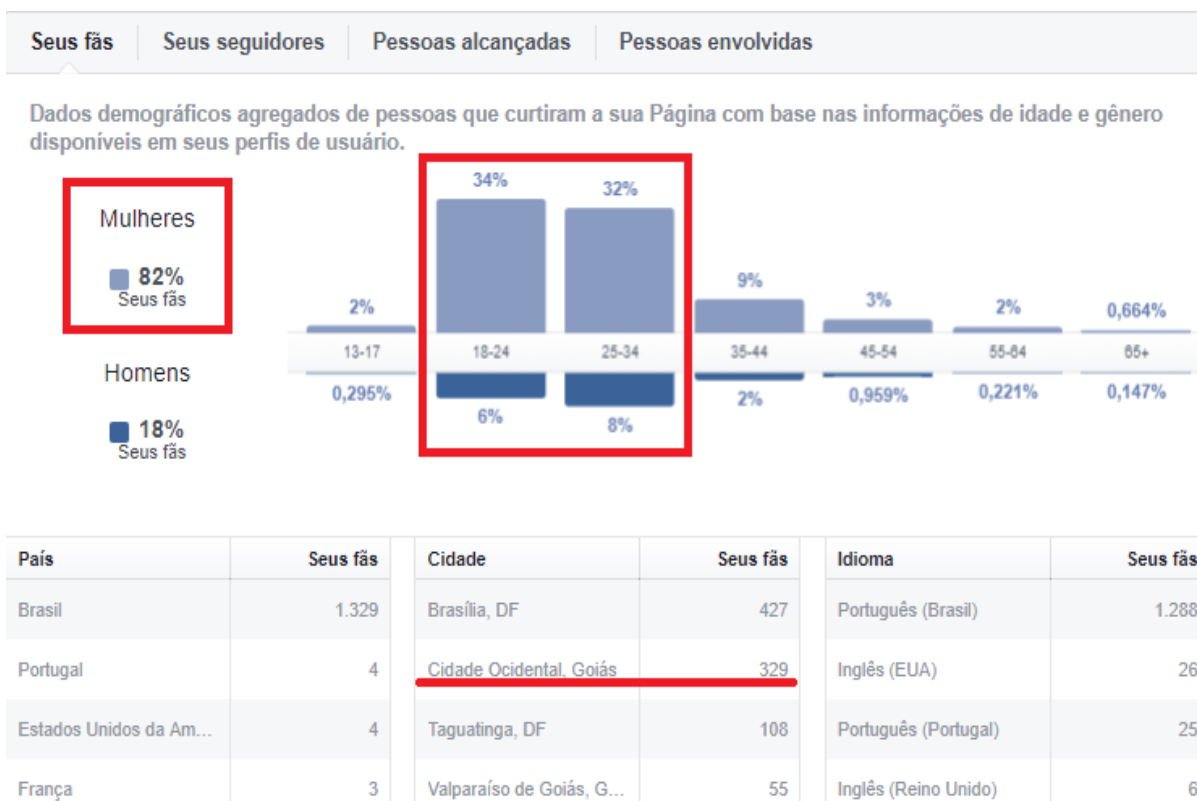 Seus fãs Seus seguidores Pessoas alcançadas Pessoas envolvidas
Dados demográficos agregados de pessoas que curtiram a sua Página com base nas informações de idade e gênero
disponíveis em seus perfis de usuário.
Mulheres
82%
Seus fãs
Homens
18%
Seus fãs
2% 34% 32% 9% 3% 2% 0,664%
13-17 18-24 25-34 35-44 45-54 55-64 65+
0,295% 6% 8% 2% 0,959% 0,221% 0,147%
País Seus fãs Cidade Seus fãs Idioma Seus fãs
Brasil 1.329 Brasília, DF 427 Português (Brasil) 1.288
Portugal 4 Cidade Ocidental, Goiás 329 Inglês (EUA) 26
Estados Unidos da Am... 4 Taguatinga, DF 108 Português (Portugal) 25
França 3 Valparaíso de Goiás, G... 55 Inglês (Reino Unido) 6